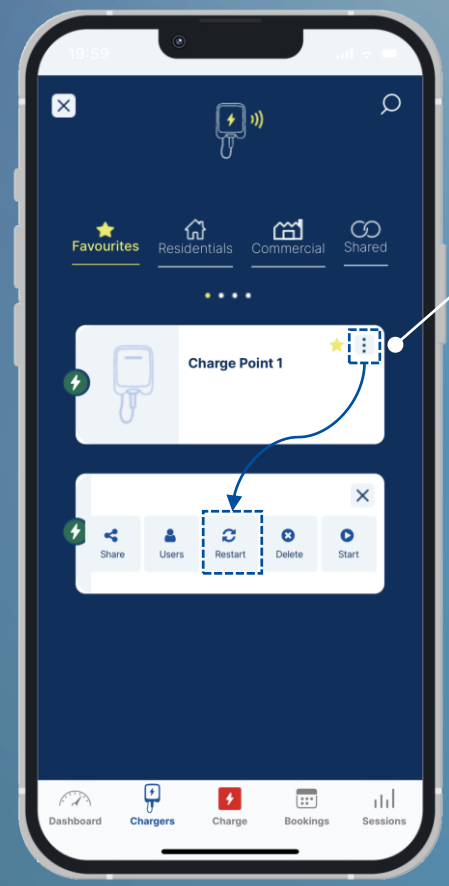 19:59
Favourites
Residentials
Commercial
Shared
Charge Point 1
Share
Users
Restart
Delete
Start
Dashboard
Chargers
Charge
Bookings
Sessions